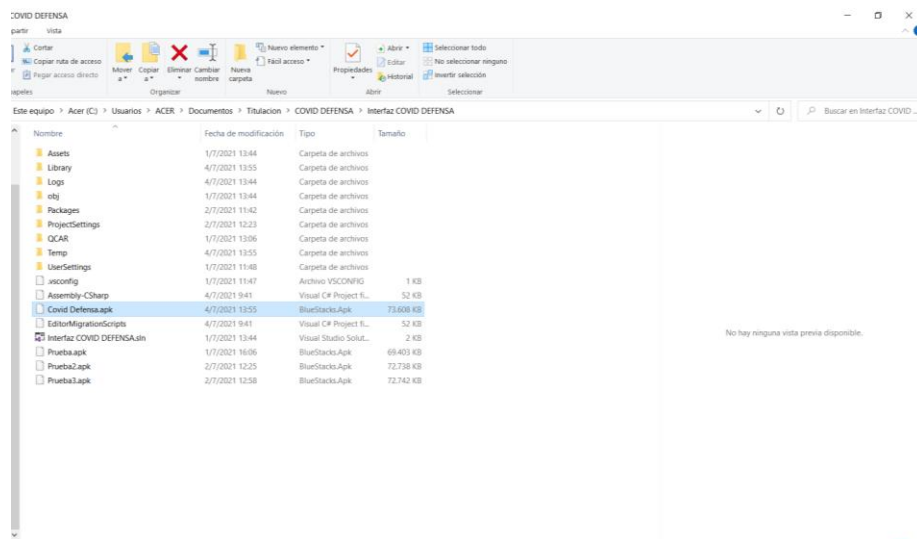 COVID DEFENSA
partir Vista
Cortar
Copiar ruta de acceso
Pegar acceso directo
Mover a
Copiar a
Eliminar
Cambiar nombre
Nueva carpeta
Nuevo elemento
Fácil acceso
Propiedades
Abrir
Editar
Historial
Seleccionar todo
No seleccionar ninguno
Invertir selección
Organizar Nuevo Abrir Seleccionar
Este equipo > Acer (C:) > Usuarios > ACER > Documentos > Titulacion > COVID DEFENSA > Interfaz COVID DEFENSA
Buscar en Interfaz COVID ...
Nombre Fecha de modificación Tipo Tamaño
Assets 1/7/2021 13:44 Carpeta de archivos
Library 4/7/2021 13:55 Carpeta de archivos
Logs 4/7/2021 13:44 Carpeta de archivos
obj 1/7/2021 13:44 Carpeta de archivos
Packages 2/7/2021 11:42 Carpeta de archivos
ProjectSettings 2/7/2021 12:23 Carpeta de archivos
QCAR 1/7/2021 13:06 Carpeta de archivos
Temp 4/7/2021 13:55 Carpeta de archivos
UserSettings 1/7/2021 11:48 Carpeta de archivos
.vsconfig 1/7/2021 11:47 Archivo VSCONFIG 1 KB
Assembly-CSharp 4/7/2021 9:41 Visual C# Project fi... 52 KB
Covid Defensa.apk 4/7/2021 13:55 BlueStacks.Apk 73.608 KB
EditorMigrationScripts 4/7/2021 9:41 Visual C# Project fi... 52 KB
Interfaz COVID DEFENSA.sln 1/7/2021 13:44 Visual Studio Solut... 2 KB
Prueba.apk 1/7/2021 16:06 BlueStacks.Apk 69.403 KB
Prueba2.apk 2/7/2021 12:25 BlueStacks.Apk 72.738 KB
Prueba3.apk 2/7/2021 12:58 BlueStacks.Apk 72.742 KB
No hay ninguna vista previa disponible.